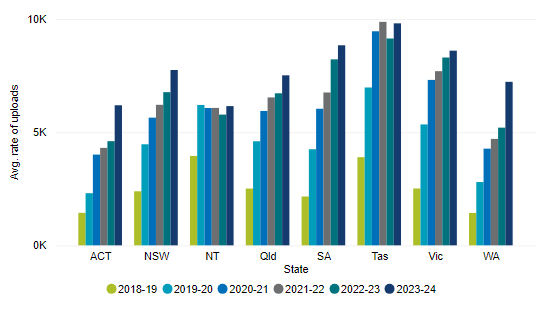 10K
5K
0K
Avg. rate of uploads
ACT NSW NT Qld SA Tas Vic WA
State
2018-19 2019-20 2020-21 2021-22 2022-23 2023-24